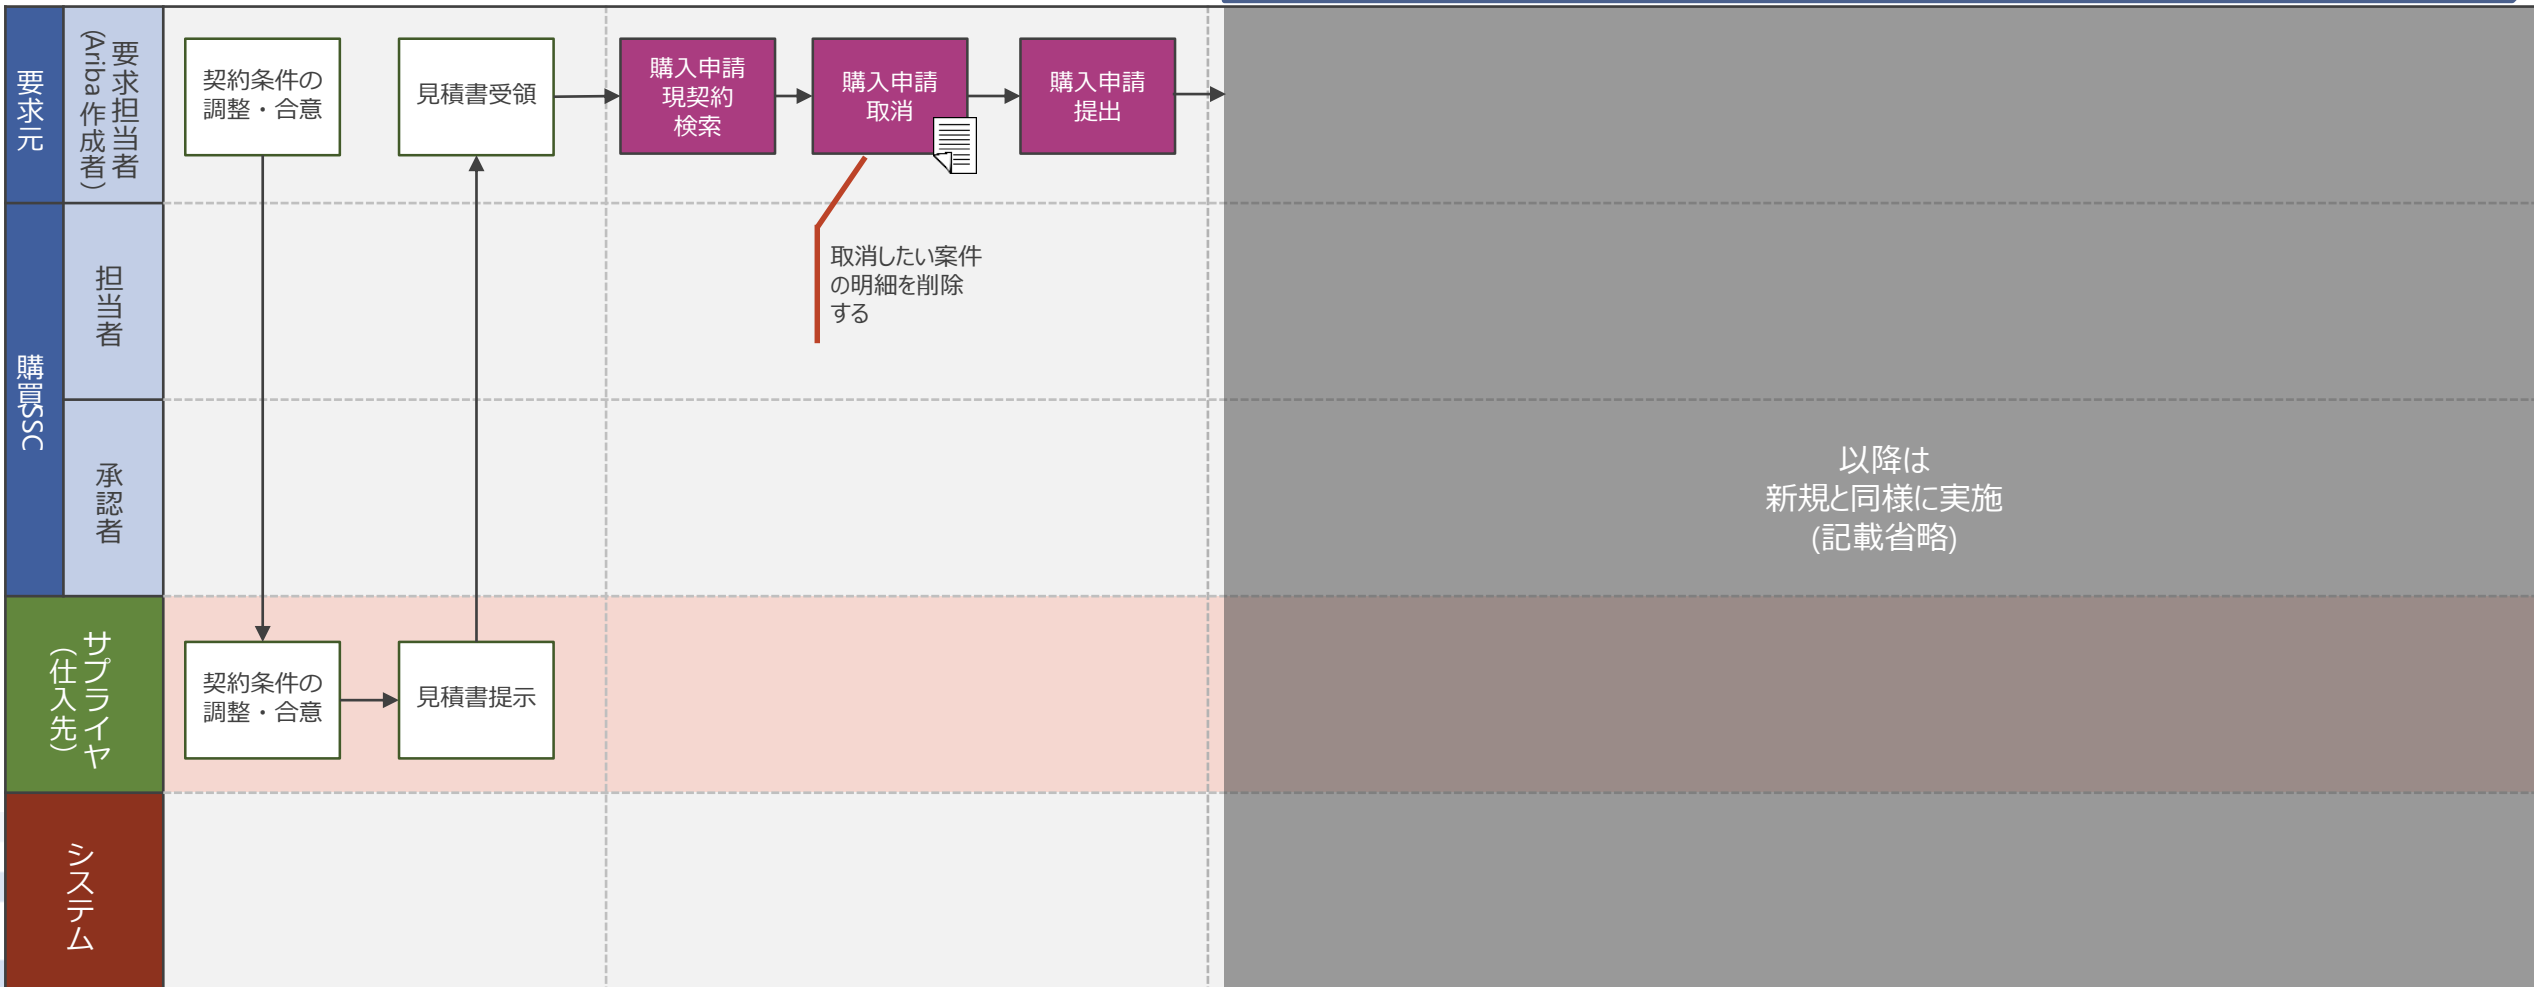 要求元
要求担当者
(Ariba 作成者)
契約条件の
調整・合意
見積書受領
購入申請
現契約
検索
購入申請
取消
購入申請
提出
購買SSC
担当者
取消したい案件
の明細を削除
する
承認者
以降は
新規と同様に実施
(記載省略)
サプライヤ
(仕入先)
契約条件の
調整・合意
見積書提示
システム